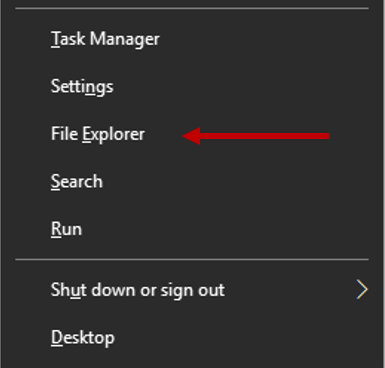 Task Manager
Settings
File Explorer
Search
Run
Shut down or sign out
Desktop